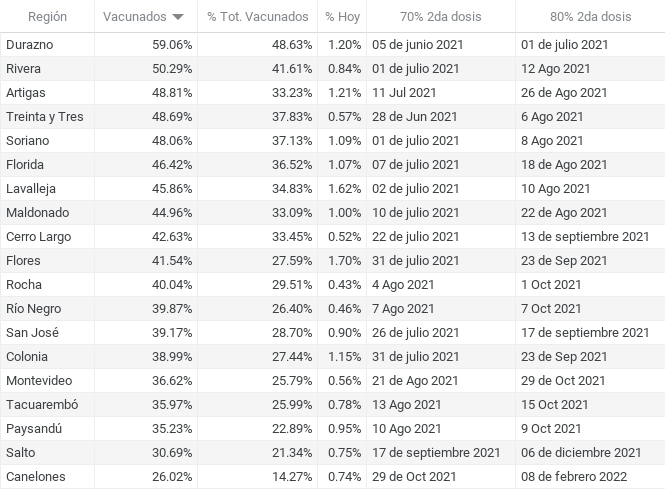 Región Vacunados % Tot. Vacunados % Hoy 70% 2da dosis 80% 2da dosis
Durazno 59.06% 48.63% 1.20% 05 de junio 2021 01 de julio 2021
Rivera 50.29% 41.61% 0.84% 01 de julio 2021 12 Ago 2021
Artigas 48.81% 33.23% 1.21% 11 Jul 2021 26 de Ago 2021
Treinta y Tres 48.69% 37.83% 0.57% 28 de Jun 2021 6 Ago 2021
Soriano 48.06% 37.13% 1.09% 01 de julio 2021 8 Ago 2021
Florida 46.42% 36.52% 1.07% 07 de julio 2021 18 de Ago 2021
Lavalleja 45.86% 34.83% 1.62% 02 de julio 2021 10 Ago 2021
Maldonado 44.96% 33.09% 1.00% 10 de julio 2021 22 de Ago 2021
Cerro Largo 42.63% 33.45% 0.52% 22 de julio 2021 13 de septiembre 2021
Flores 41.54% 27.59% 1.70% 31 de julio 2021 23 de Sep 2021
Rocha 40.04% 29.51% 0.43% 4 Ago 2021 1 Oct 2021
Río Negro 39.87% 26.40% 0.46% 7 Ago 2021 7 Oct 2021
San José 39.17% 28.70% 0.90% 26 de julio 2021 17 de septiembre 2021
Colonia 38.99% 27.44% 1.15% 31 de julio 2021 23 de Sep 2021
Montevideo 36.62% 25.79% 0.56% 21 de Ago 2021 29 de Oct 2021
Tacuarembó 35.97% 25.99% 0.78% 13 Ago 2021 15 Oct 2021
Paysandú 35.23% 22.89% 0.95% 10 Ago 2021 9 Oct 2021
Salto 30.69% 21.34% 0.75% 17 de septiembre 2021 06 de diciembre 2021
Canelones 26.02% 14.27% 0.74% 29 de Oct 2021 08 de febrero 2022